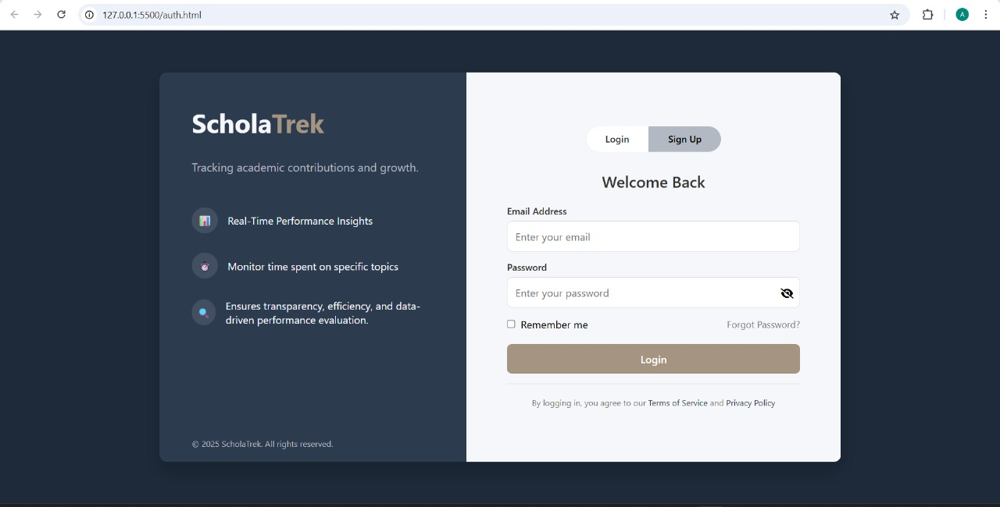 127.0.0.1:5500/auth.html
A
ScholaTrek
Tracking academic contributions and growth.
Real-Time Performance Insights
Monitor time spent on specific topics
Ensures transparency, efficiency, and data-
driven performance evaluation.
© 2025 ScholaTrek. All rights reserved.
Login Sign Up
Welcome Back
Email Address
Enter your email
Password
Enter your password
Remember me Forgot Password?
Login
By logging in, you agree to our Terms of Service and Privacy Policy